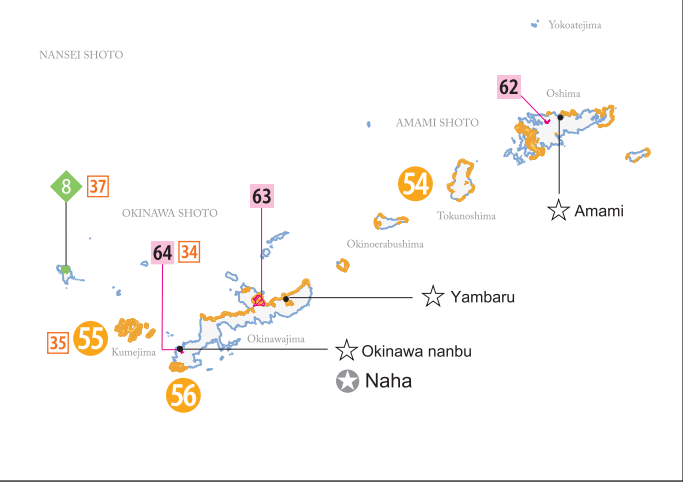 Yokoatejima
NANSEI SHOTO
62
Oshima
AMAMI SHOTO
54
8 37
63
Tokunoshima
Amami
OKINAWA SHOTO
Okinoerabushima
64 34
Yambaru
35 55
Kumejima
Okinawajima
Okinawa nanbu
Naha
56